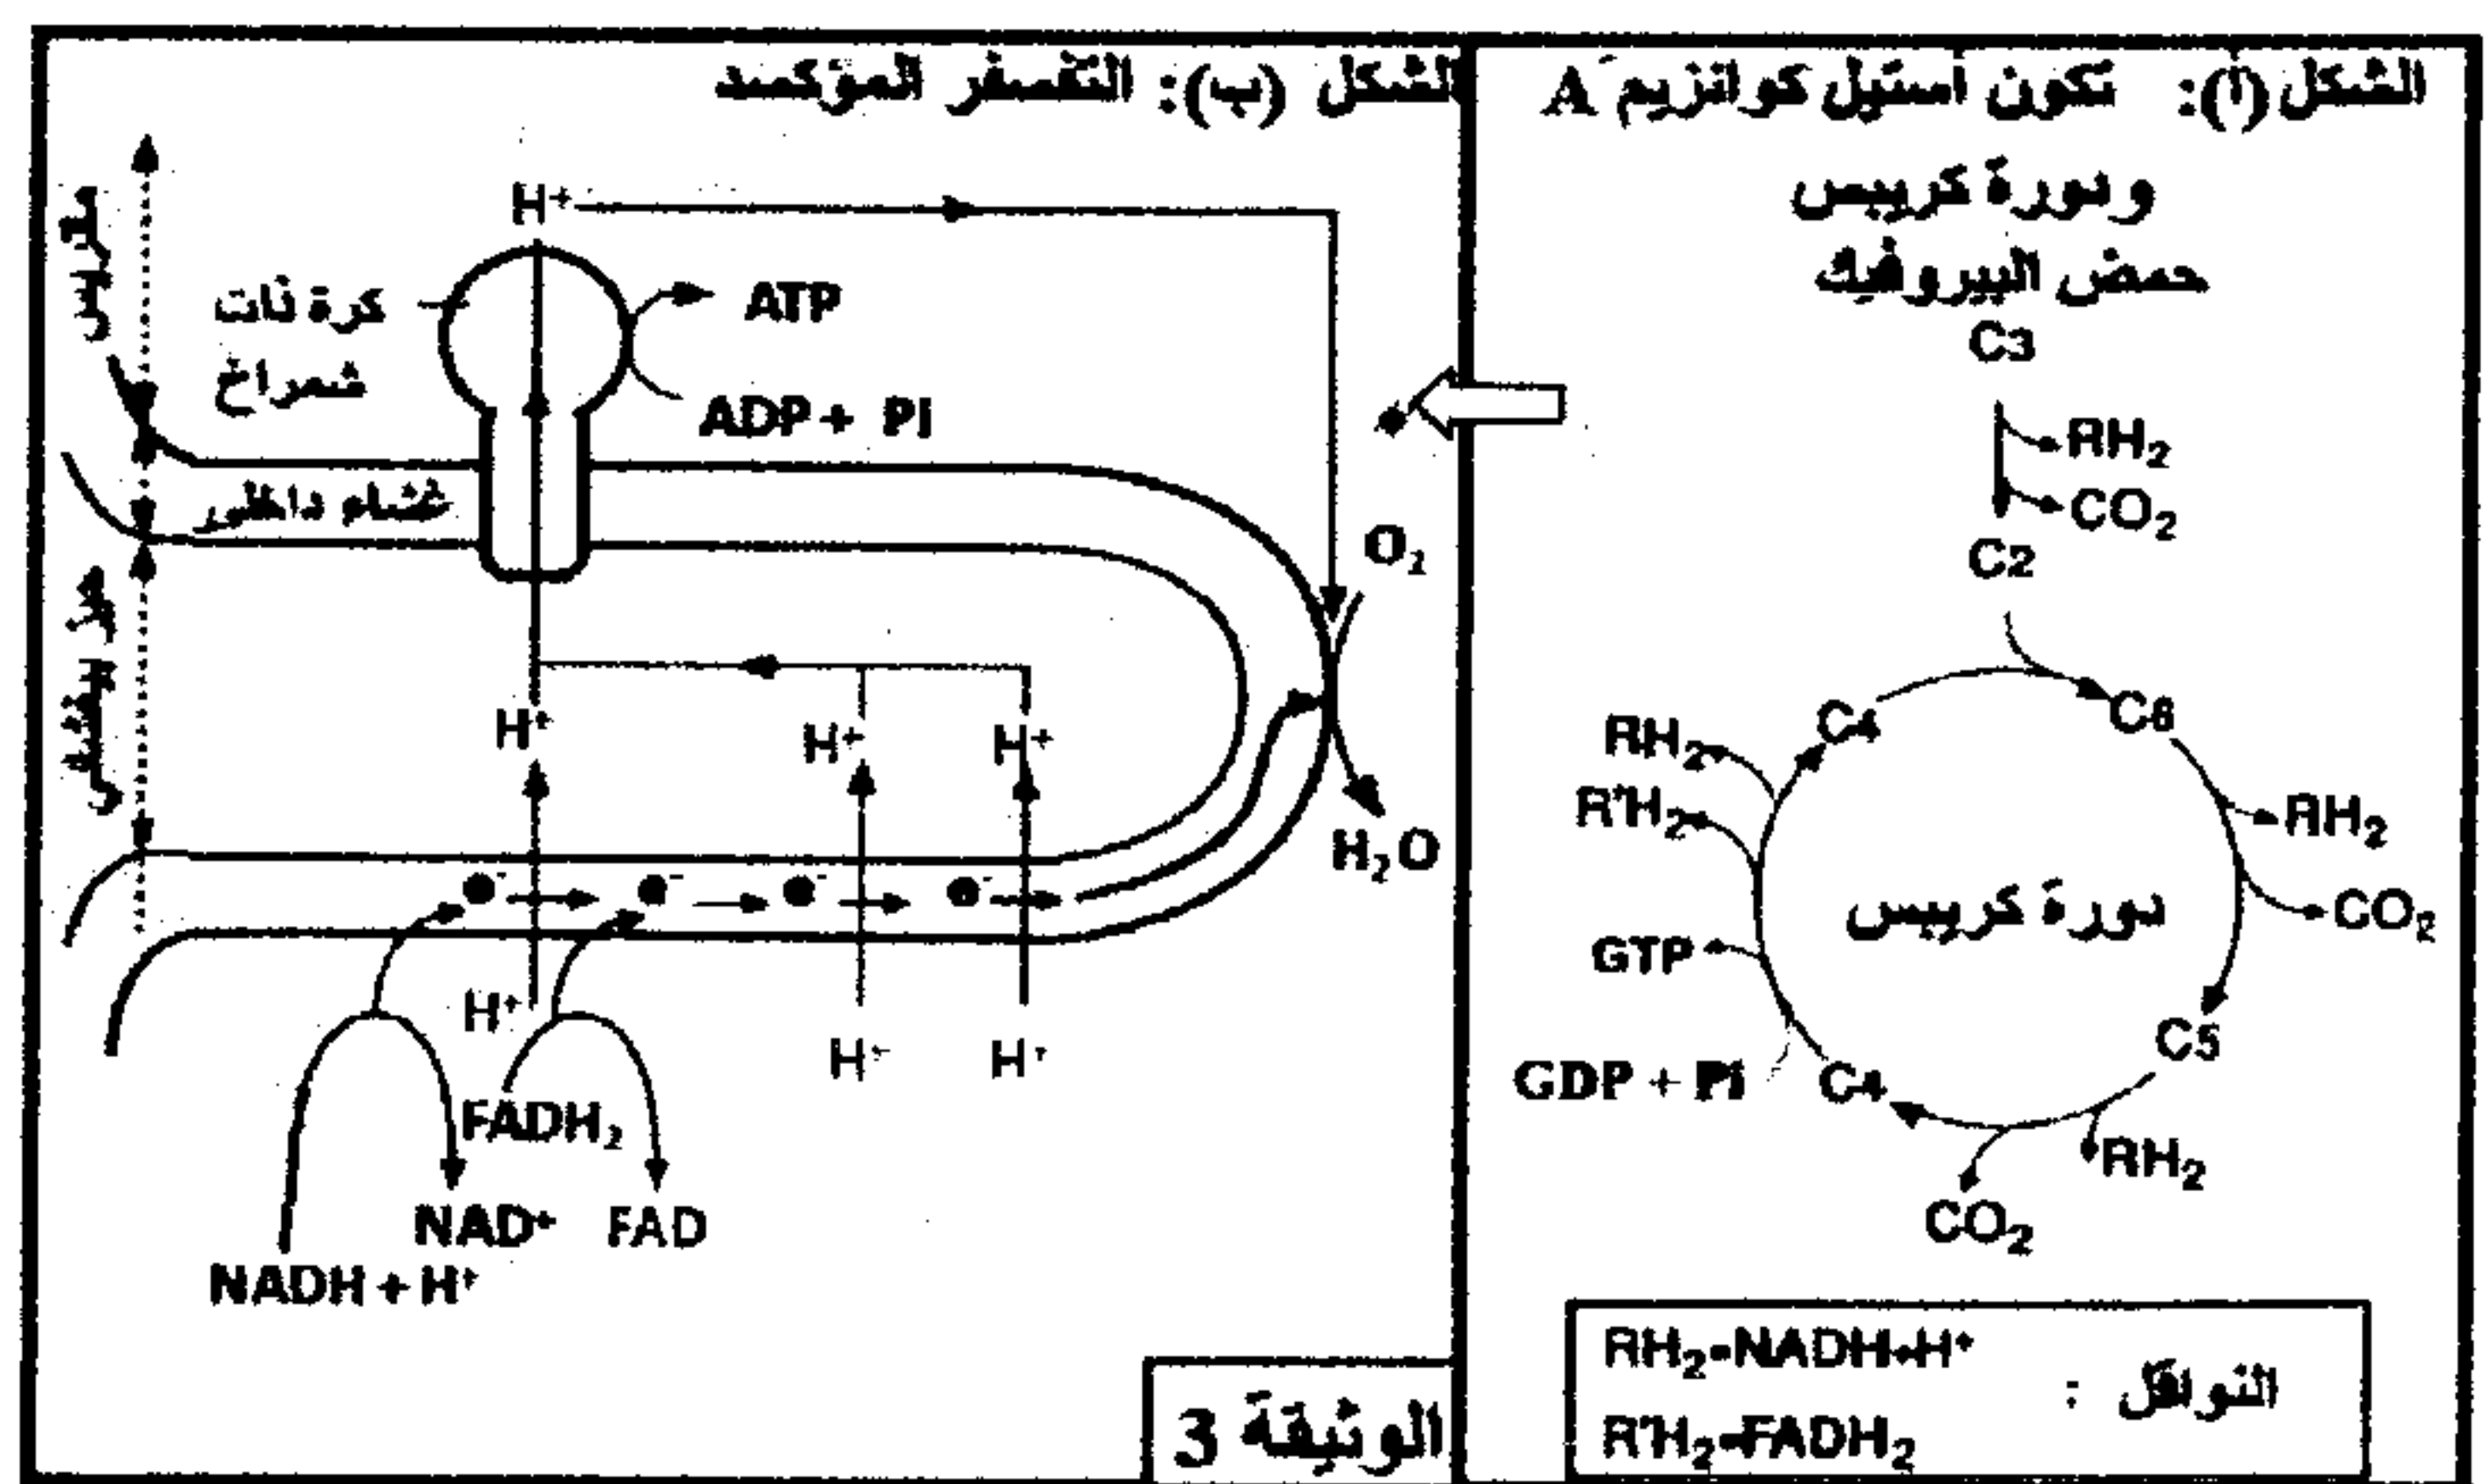 الشكل (أ): تكون أستيل كوانزيم A
و دورة كريبس
حمض البيروفيك
C3
RH2
CO2
C2
C4
C6
RH2
R'H2
RH2
CO2
دورة كريبس
GTP
C5
GDP + Pi
C4
RH2
CO2
النواقل :
RH2=NADH+H+
R'H2=FADH2
الشكل (ب): التفسفر المؤكسد
H+
كرة ذات
شمراخ
ATP
ADP + Pi
غشاء داخلي
O2
H+
H+
H+
H2O
e-
e-
e-
e-
H+
H+
H+
FADH2
NAD+
FAD
NADH + H+
الوثيقة 3